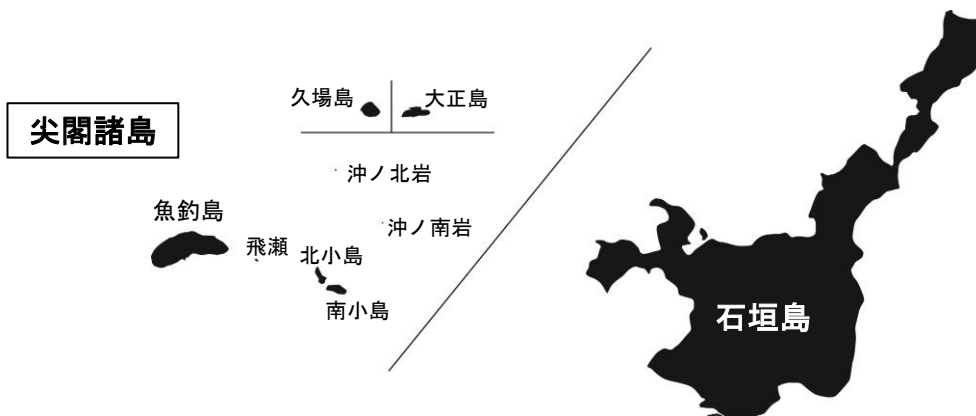 尖閣諸島
久場島
大正島
沖ノ北岩
沖ノ南岩
魚釣島
飛瀬
北小島
南小島
石垣島